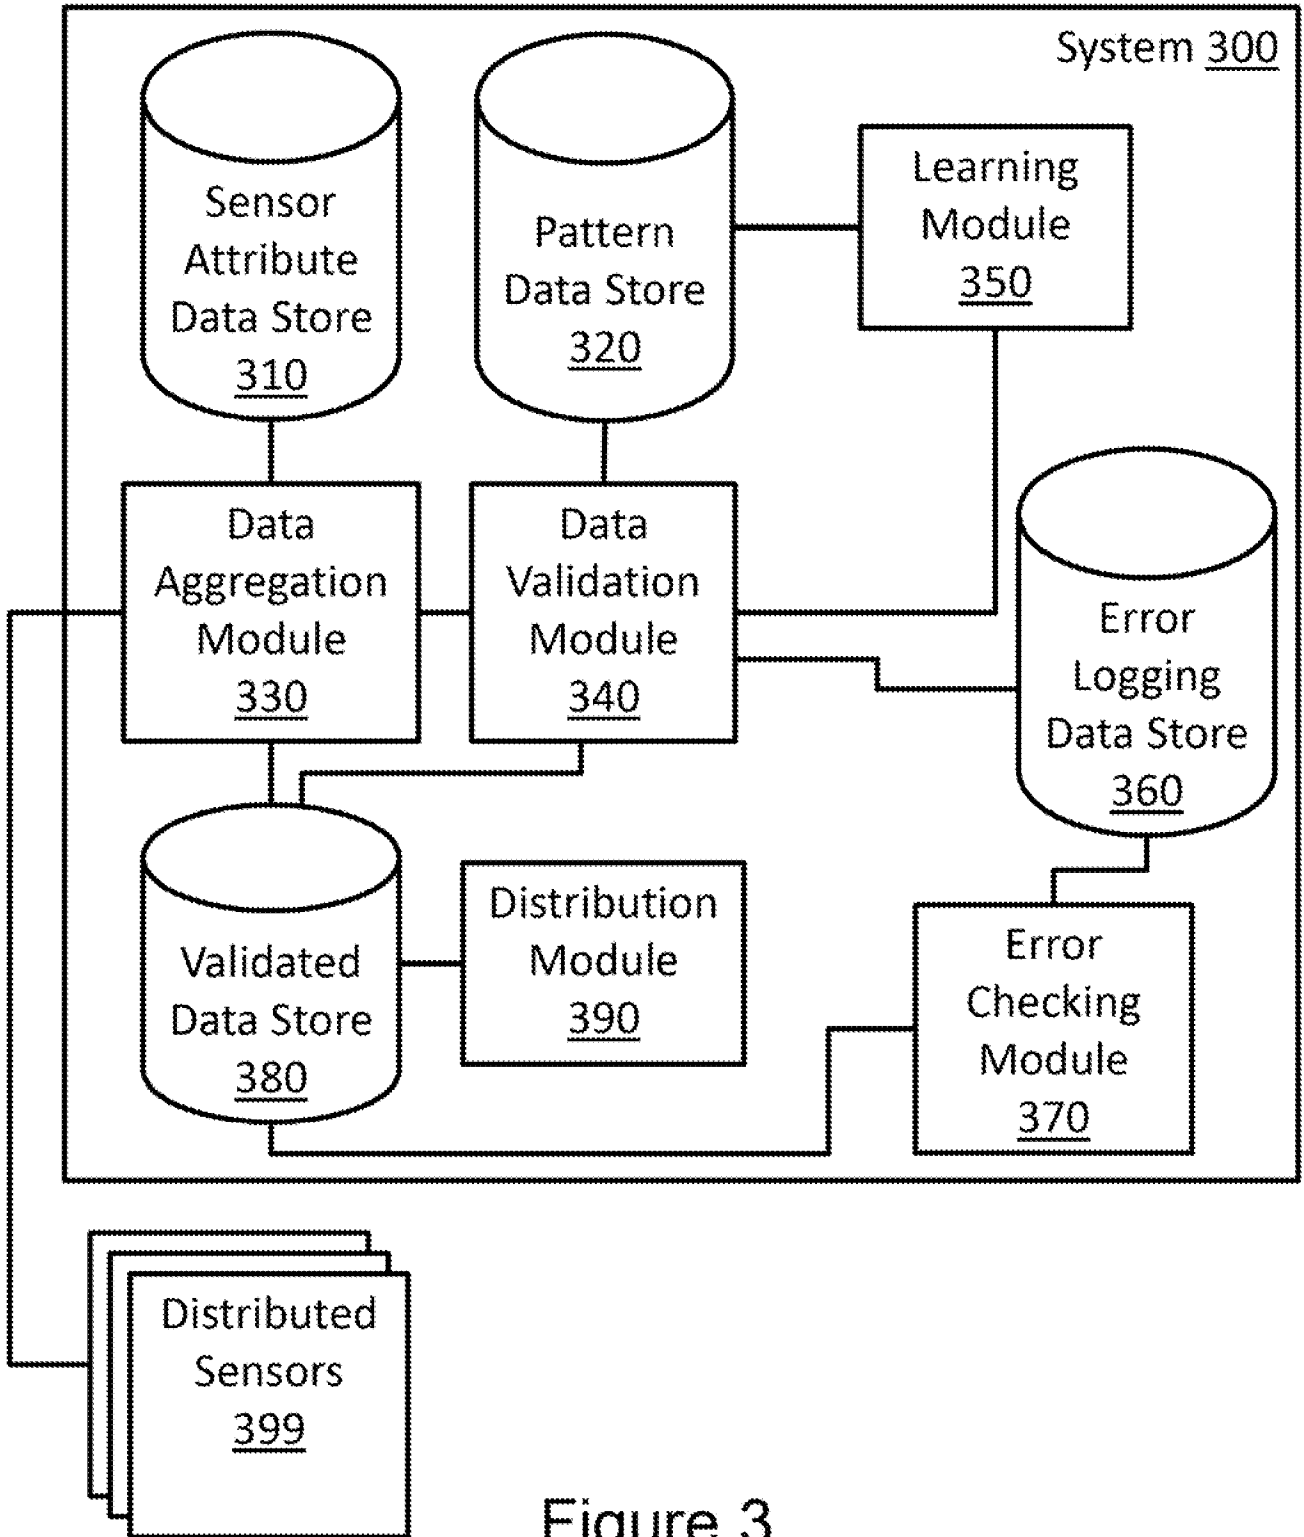 System 300
Sensor
Attribute
Data Store
310
Pattern
Data Store
320
Learning
Module
350
Data
Aggregation
Module
330
Data
Validation
Module
340
Error
Logging
Data Store
360
Validated
Data Store
380
Distribution
Module
390
Error
Checking
Module
370
Distributed
Sensors
399
Figure 3